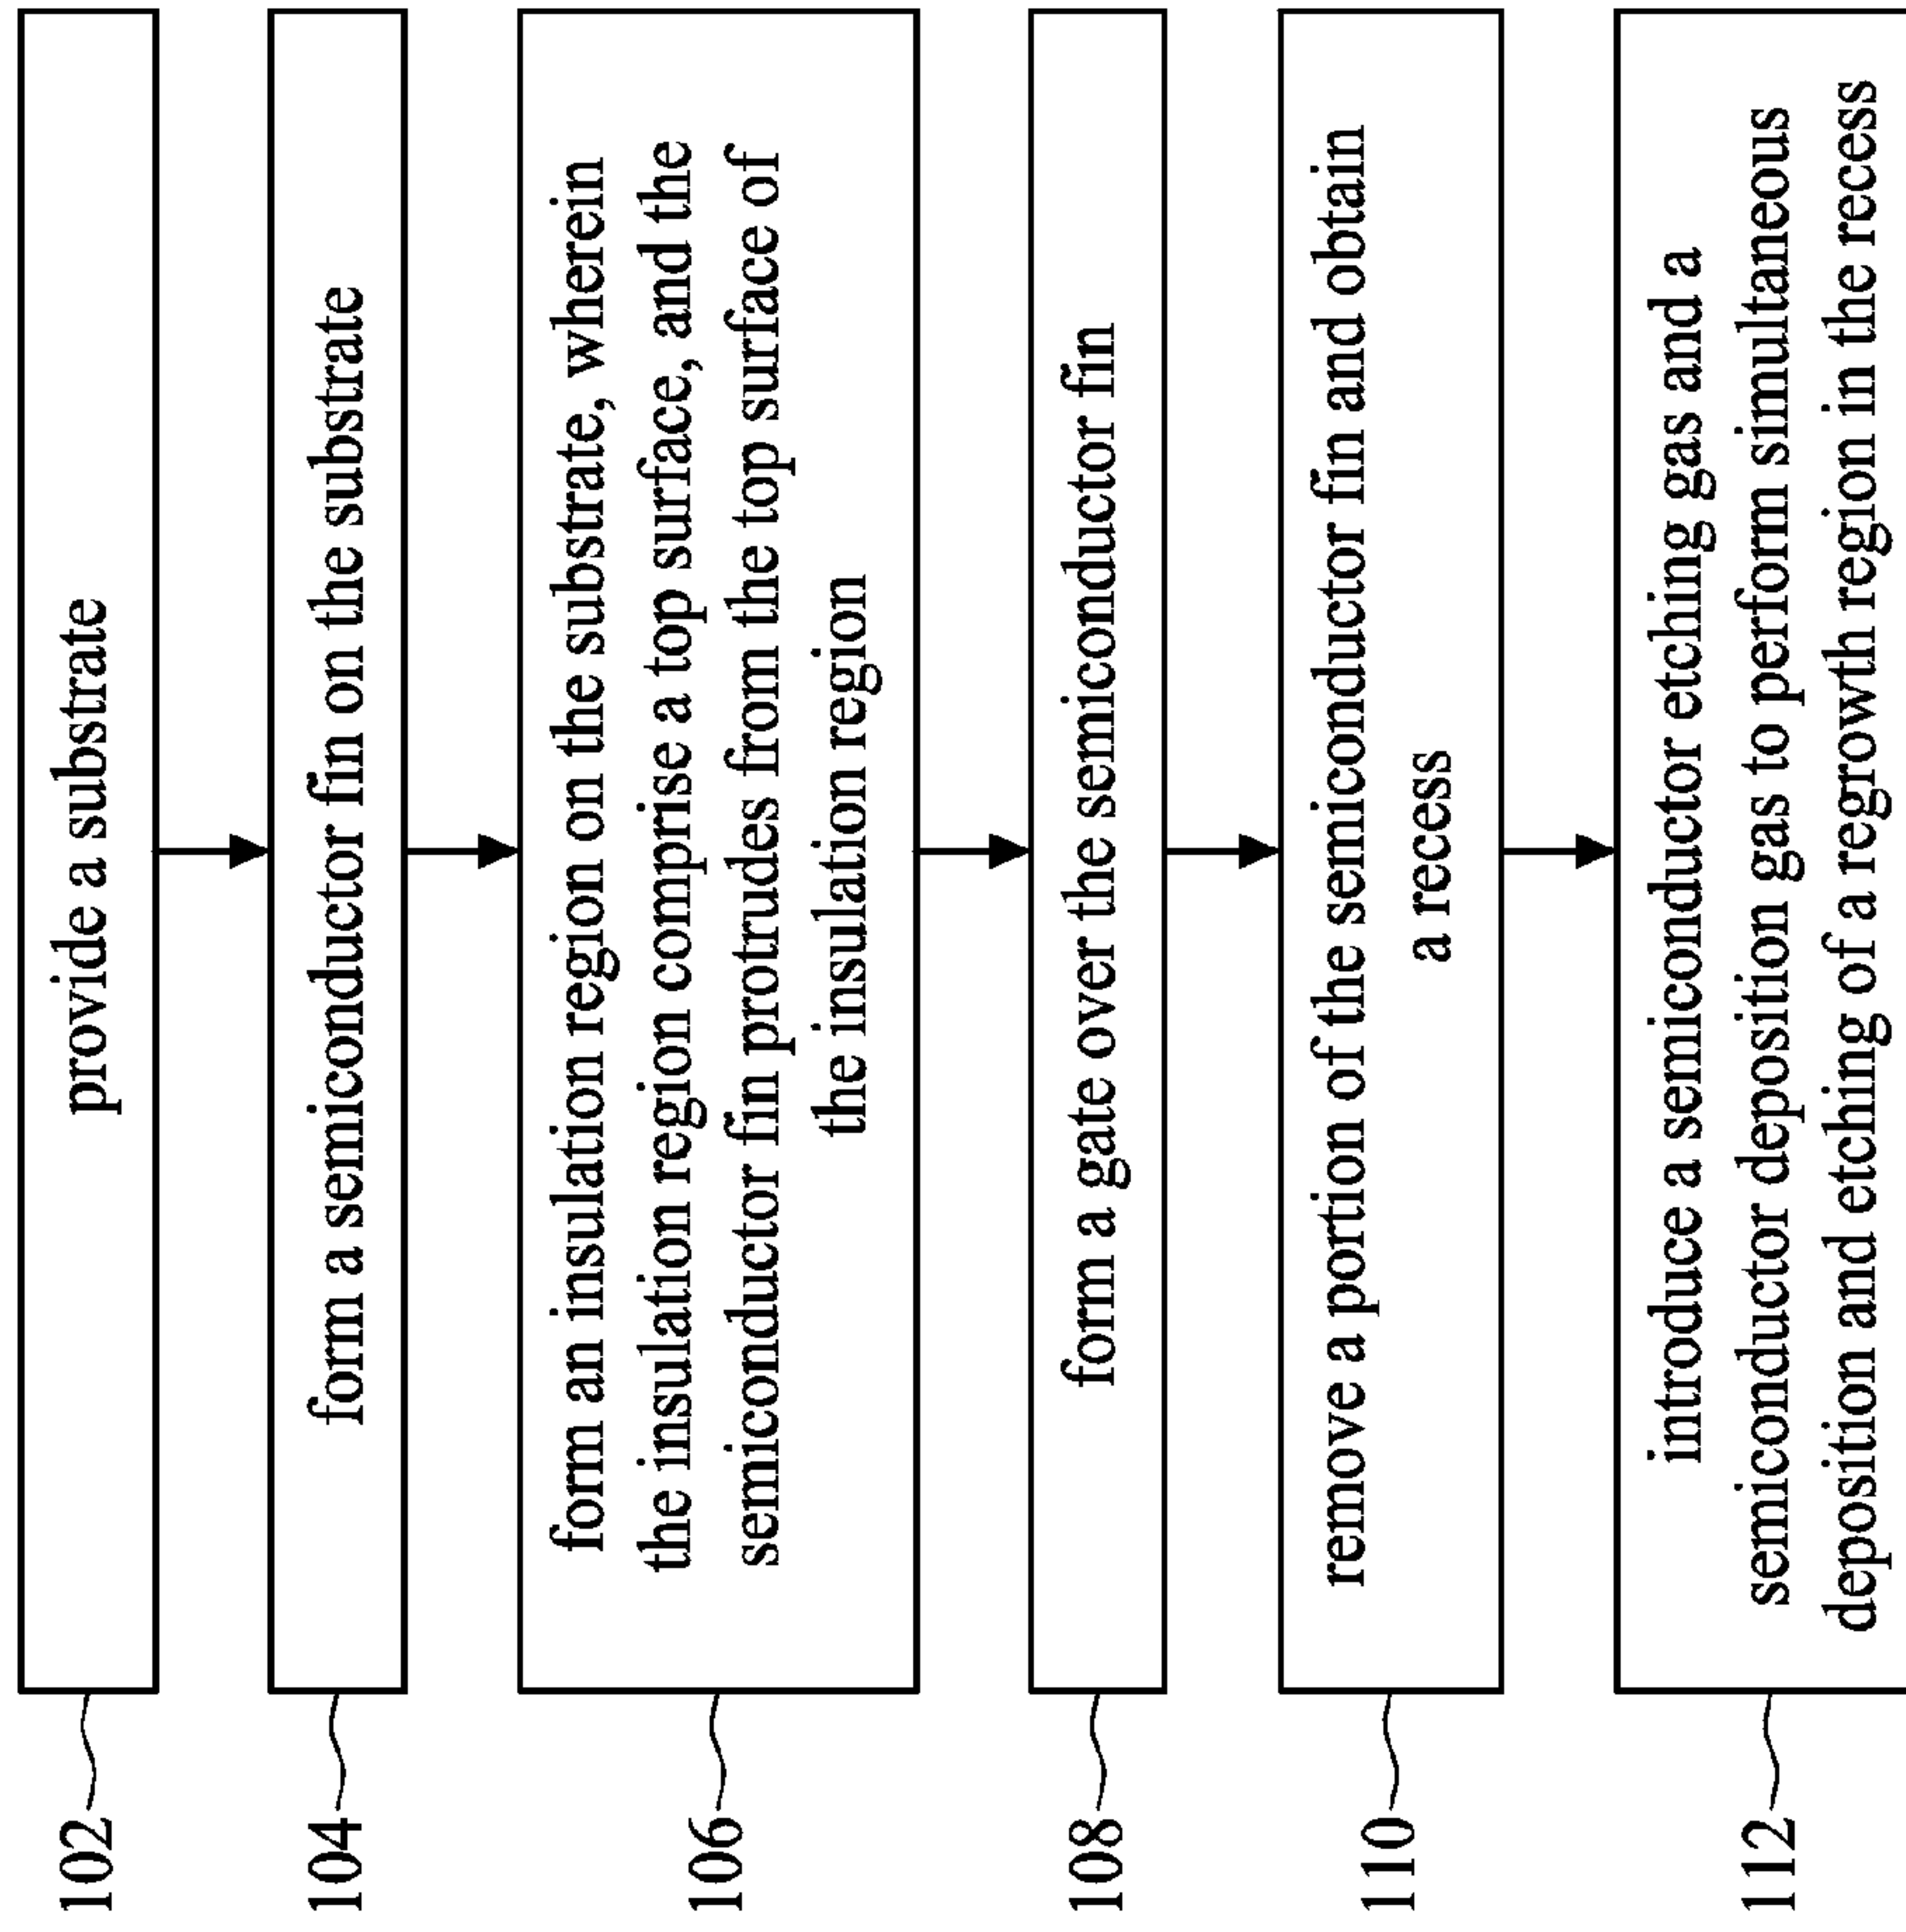 102
provide a substrate
104
form a semiconductor fin on the substrate
106
form an insulation region on the substrate, wherein
the insulation region comprise a top surface, and the
semiconductor fin protrudes from the top surface of
the insulation region
108
form a gate over the semiconductor fin
110
remove a portion of the semiconductor fin and obtain
a recess
112
introduce a semiconductor etching gas and a
semiconductor deposition gas to perform simultaneous
deposition and etching of a regrowth region in the recess